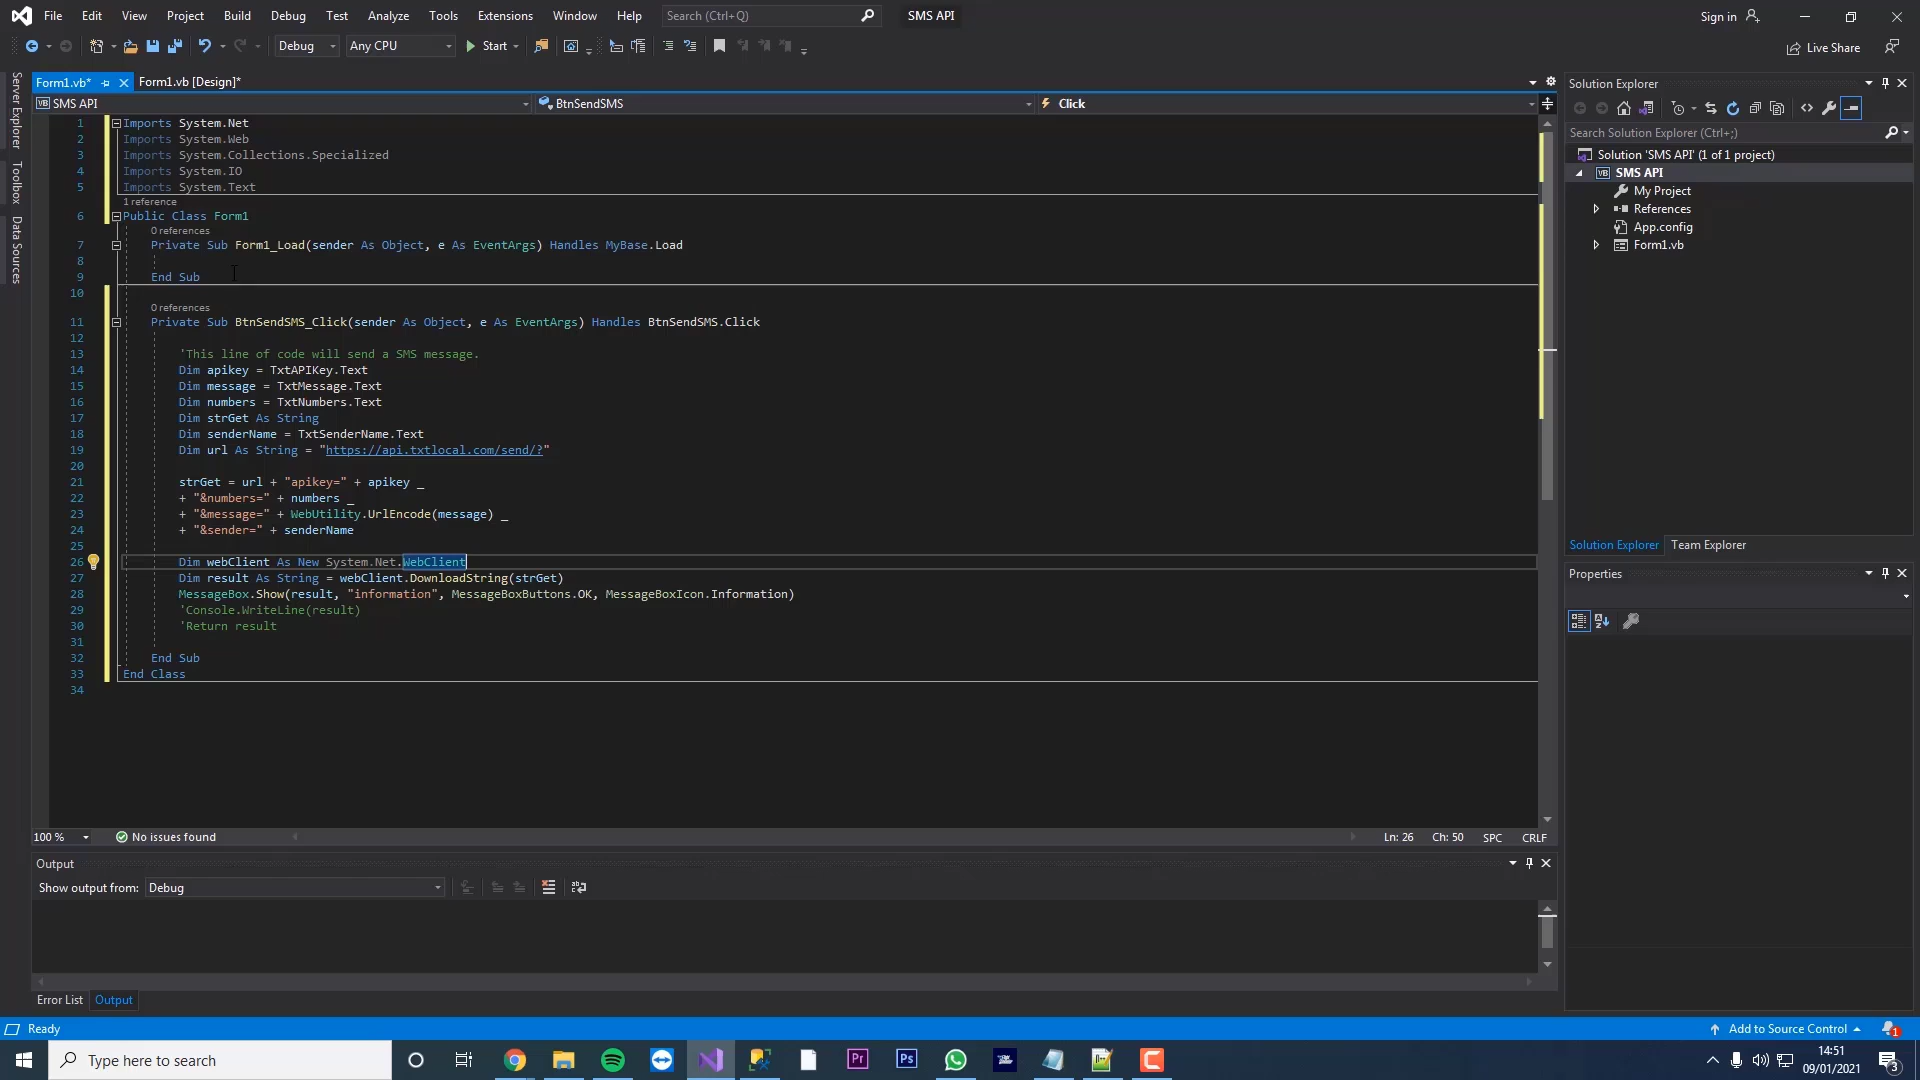 File Edit View Project Build Debug Test Analyze Tools Extensions Window Help Search (Ctrl+Q) SMS API Sign in
Debug Any CPU Start Live Share
Form1.vb* Form1.vb [Design]*
VB SMS API BtnSendSMS Click
Server Explorer
Toolbox
Data Sources
1 Imports System.Net
2 Imports System.Web
3 Imports System.Collections.Specialized
4 Imports System.IO
5 Imports System.Text
1 reference
6 Public Class Form1
0 references
7 Private Sub Form1_Load(sender As Object, e As EventArgs) Handles MyBase.Load
8
9 End Sub
10
0 references
11 Private Sub BtnSendSMS_Click(sender As Object, e As EventArgs) Handles BtnSendSMS.Click
12
13 'This line of code will send a SMS message.
14 Dim apikey = TxtAPIKey.Text
15 Dim message = TxtMessage.Text
16 Dim numbers = TxtNumbers.Text
17 Dim strGet As String
18 Dim senderName = TxtSenderName.Text
19 Dim url As String = "https://api.txtlocal.com/send/?"
20
21 strGet = url + "apikey=" + apikey _
22 + "&numbers=" + numbers _
23 + "&message=" + WebUtility.UrlEncode(message) _
24 + "&sender=" + senderName
25
26 Dim webClient As New System.Net.WebClient
27 Dim result As String = webClient.DownloadString(strGet)
28 MessageBox.Show(result, "information", MessageBoxButtons.OK, MessageBoxIcon.Information)
29 'Console.WriteLine(result)
30 'Return result
31
32 End Sub
33 End Class
34
100 % No issues found Ln: 26 Ch: 50 SPC CRLF
Output
Show output from: Debug
Error List Output
Solution Explorer
Search Solution Explorer (Ctrl+;)
Solution 'SMS API' (1 of 1 project)
VB SMS API
My Project
References
App.config
Form1.vb
Solution Explorer Team Explorer
Properties
Ready Add to Source Control 1
Type here to search Pr Ps 14:51
09/01/2021 3